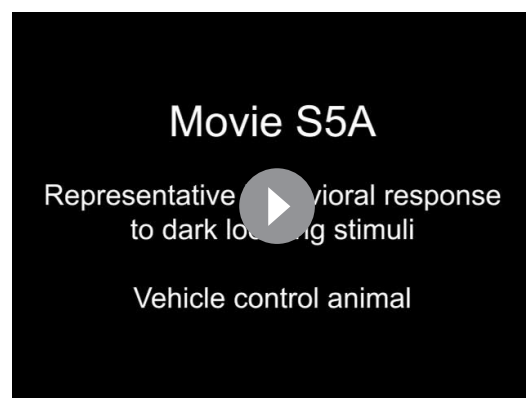 Movie S5A
Representative response
to dark stimuli
Vehicle control animal